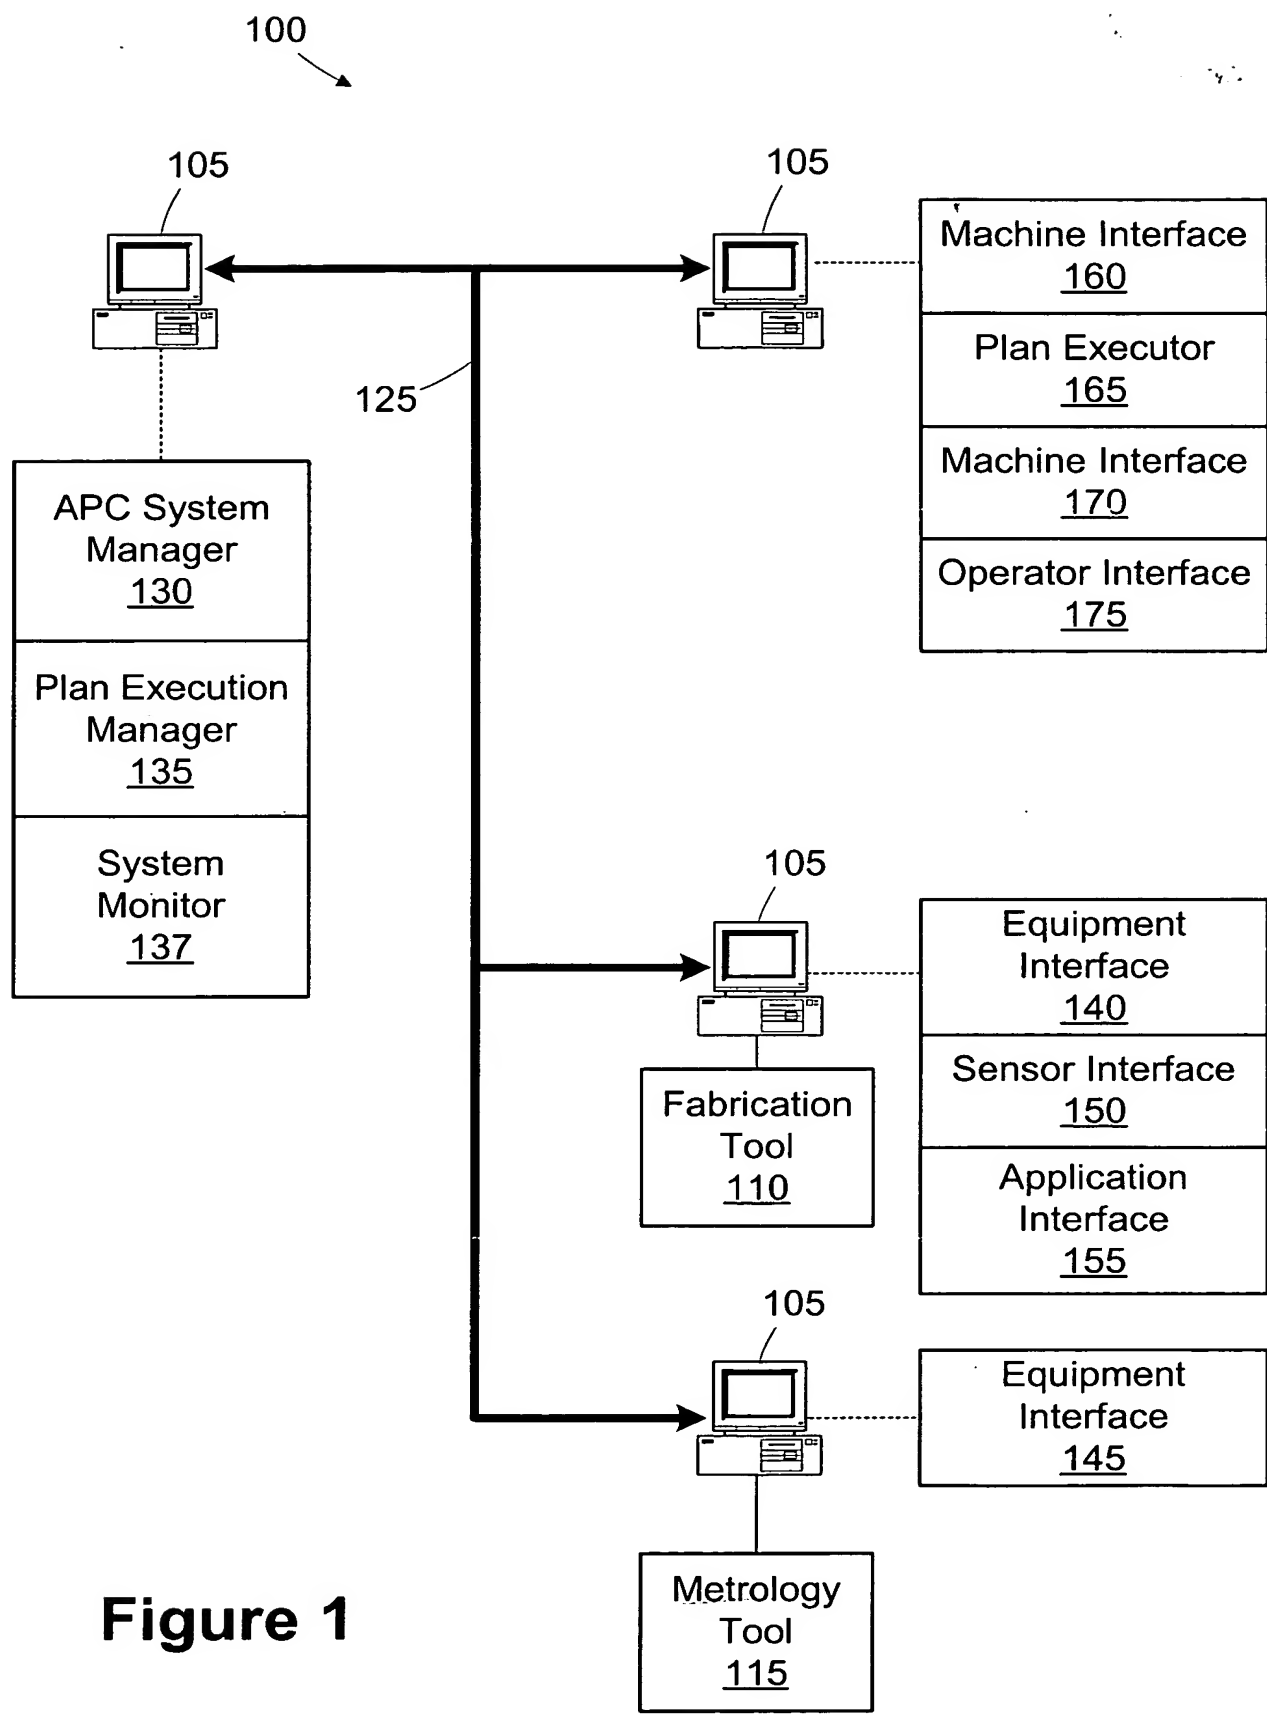 100
105
105
Machine Interface
160
Plan Executor
165
125
Machine Interface
170
APC System
Manager
130
Operator Interface
175
Plan Execution
Manager
135
System
Monitor
137
105
Equipment
Interface
140
Sensor Interface
150
Fabrication
Tool
110
Application
Interface
155
105
Equipment
Interface
145
Metrology
Tool
115
Figure 1